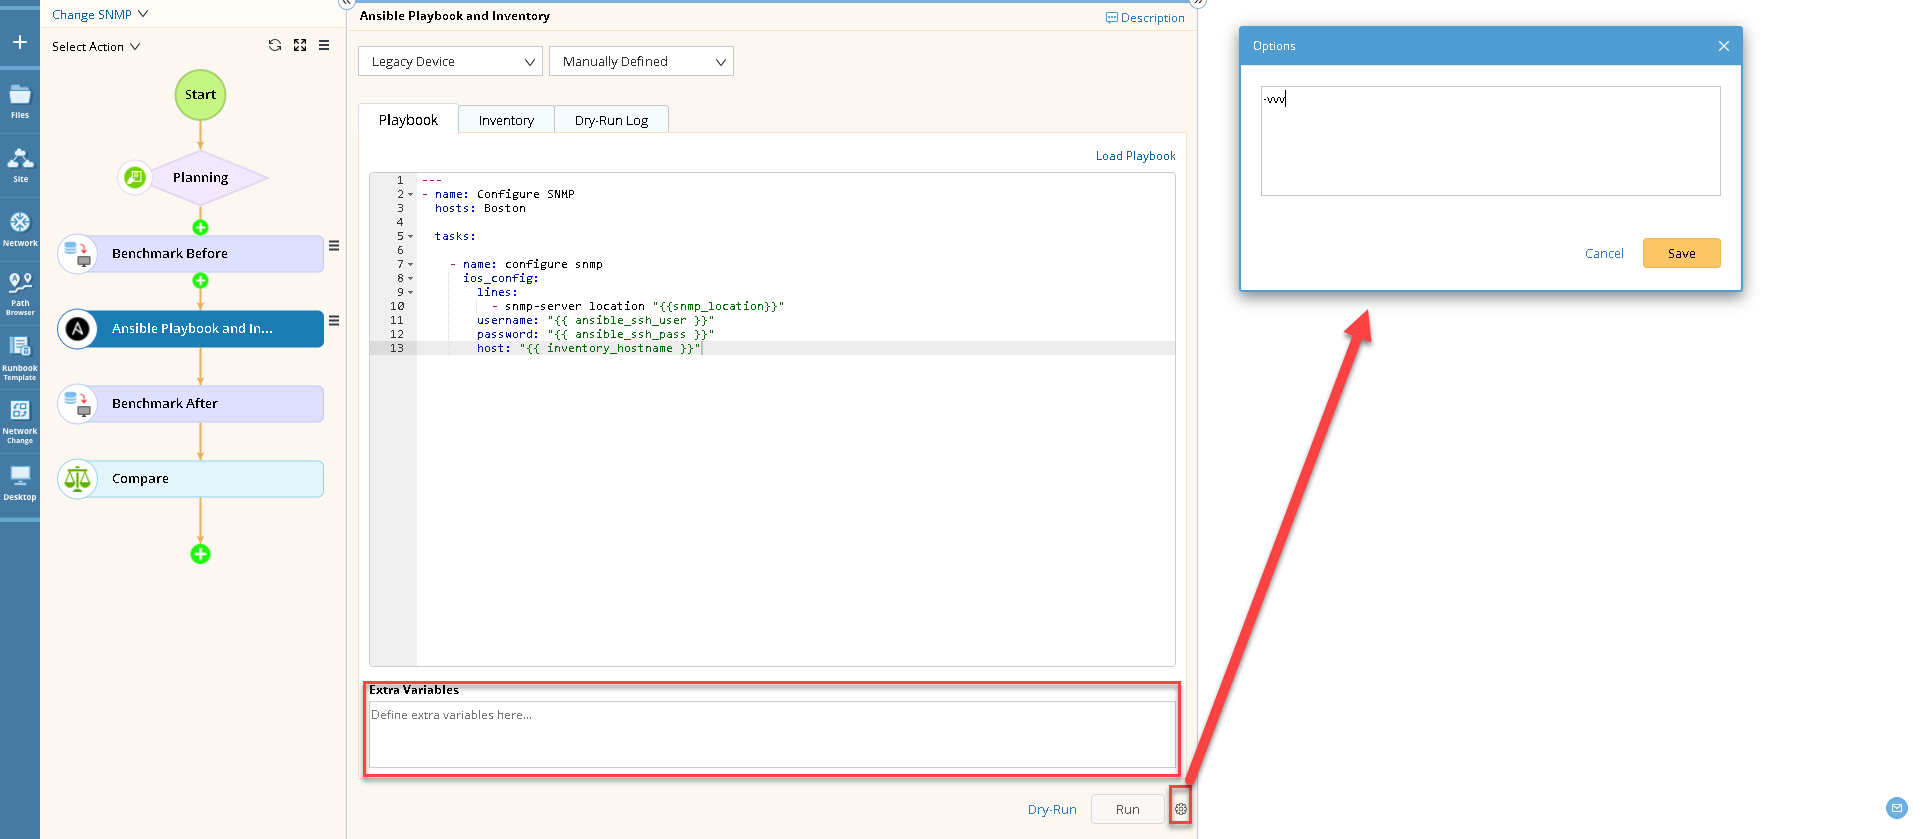 Files
Site
Network
Path
Browser
Runbook
Template
Network
Change
Desktop
Change SNMP
Select Action
Start
Planning
Benchmark Before
Ansible Playbook and In...
Benchmark After
Compare
Ansible Playbook and Inventory
Description
Legacy Device
Manually Defined
Playbook
Inventory
Dry-Run Log
Load Playbook
1 ---
2 - name: Configure SNMP
3 hosts: Boston
4
5 tasks:
6
7 - name: configure snmp
8 ios_config:
9 lines:
10 - snmp-server location "{{snmp_location}}"
11 username: "{{ ansible_ssh_user }}"
12 password: "{{ ansible_ssh_pass }}"
13 host: "{{ inventory_hostname }}"
Extra Variables
Define extra variables here...
Dry-Run
Run
Options
-vvv
Cancel
Save